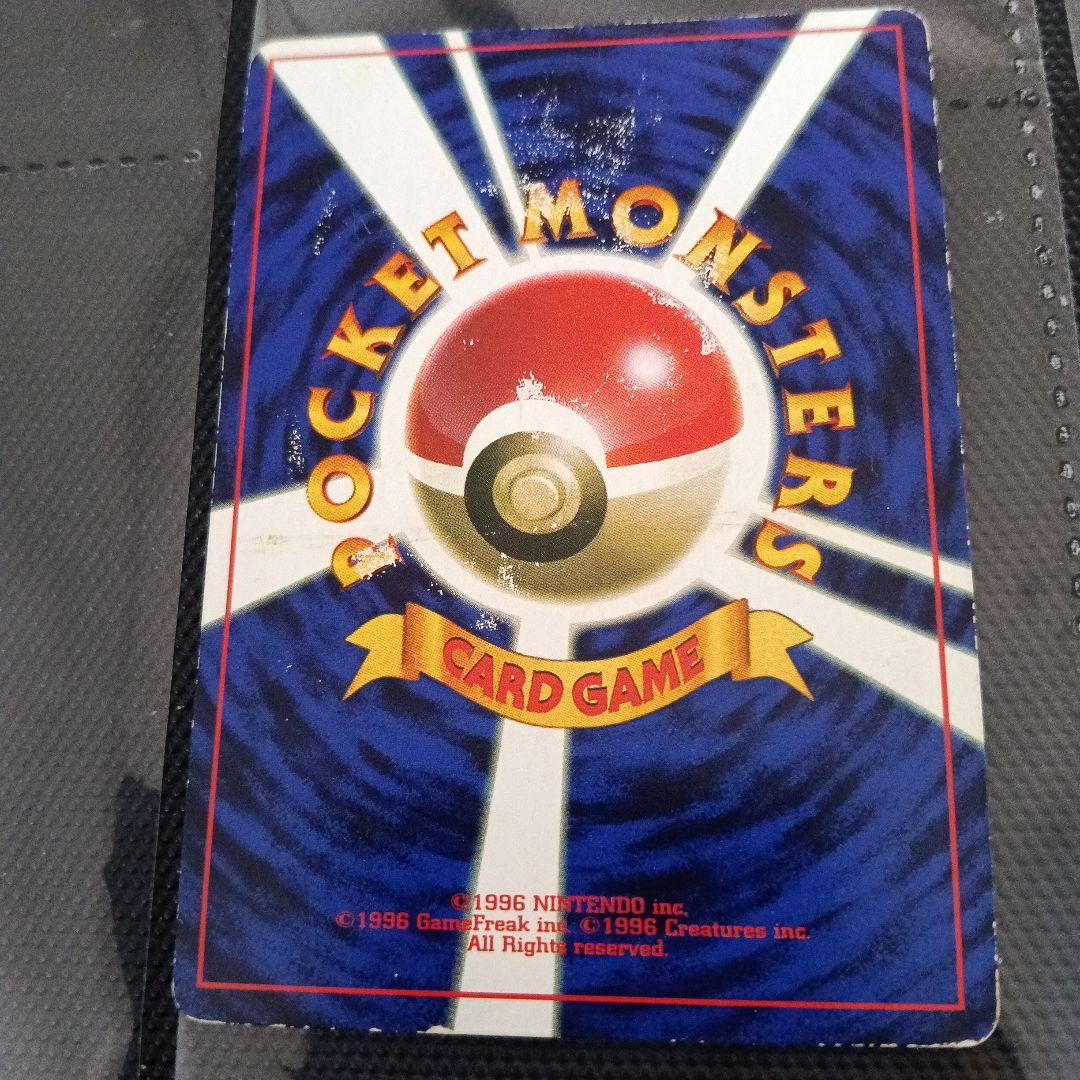 POCKET MONSTERS
CARD GAME
©1996 NINTENDO inc.
©1996 GameFreak inc. ©1996 Creatures inc.
All Rights reserved.